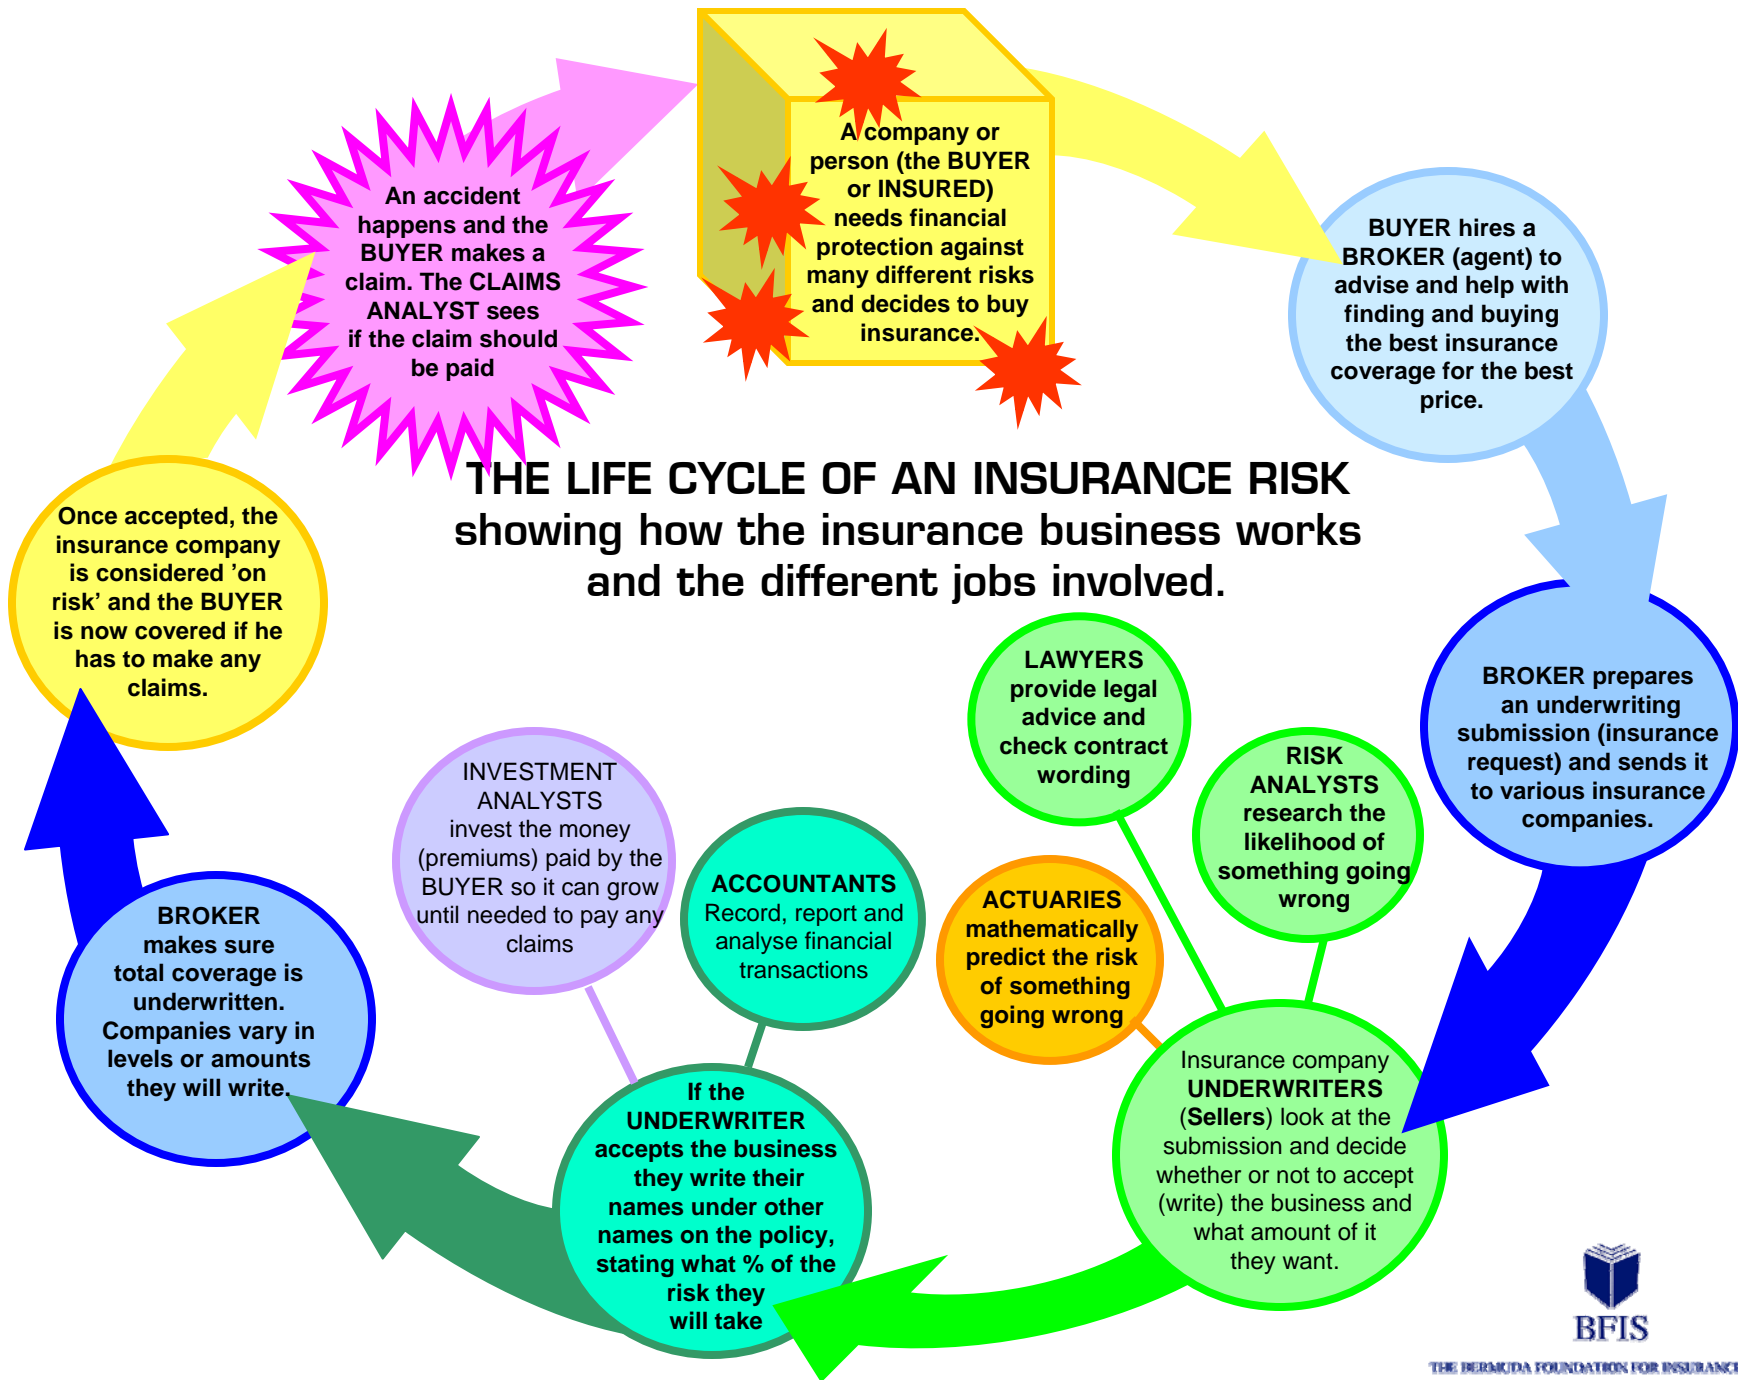 A company or
person (the BUYER
or INSURED)
needs financial
protection against
many different risks
and decides to buy
insurance.
BUYER hires a
BROKER (agent) to
advise and help with
finding and buying
the best insurance
coverage for the best
price.
BROKER prepares
an underwriting
submission (insurance
request) and sends it
to various insurance
companies.
An accident
happens and the
BUYER makes a
claim. The CLAIMS
ANALYST sees
if the claim should
be paid
THE LIFE CYCLE OF AN INSURANCE RISK
showing how the insurance business works
and the different jobs involved.
Once accepted, the
insurance company
is considered ’on
risk’ and the BUYER
is now covered if he
has to make any
claims.
LAWYERS
provide legal
advice and
check contract
wording
RISK
ANALYSTS
research the
likelihood of
something going
wrong
ACTUARIES
mathematically
predict the risk
of something
going wrong
Insurance company
UNDERWRITERS
(Sellers) look at the
submission and decide
whether or not to accept
(write) the business and
what amount of it
they want.
INVESTMENT
ANALYSTS
invest the money
(premiums) paid by the
BUYER so it can grow
until needed to pay any
claims
ACCOUNTANTS
Record, report and
analyse financial
transactions
If the
UNDERWRITER
accepts the business
they write their
names under other
names on the policy,
stating what % of the
risk they
will take
BROKER
makes sure
total coverage is
underwritten.
Companies vary in
levels or amounts
they will write.
BFIS
THE BERMUDA FOUNDATION FOR INSURANCE